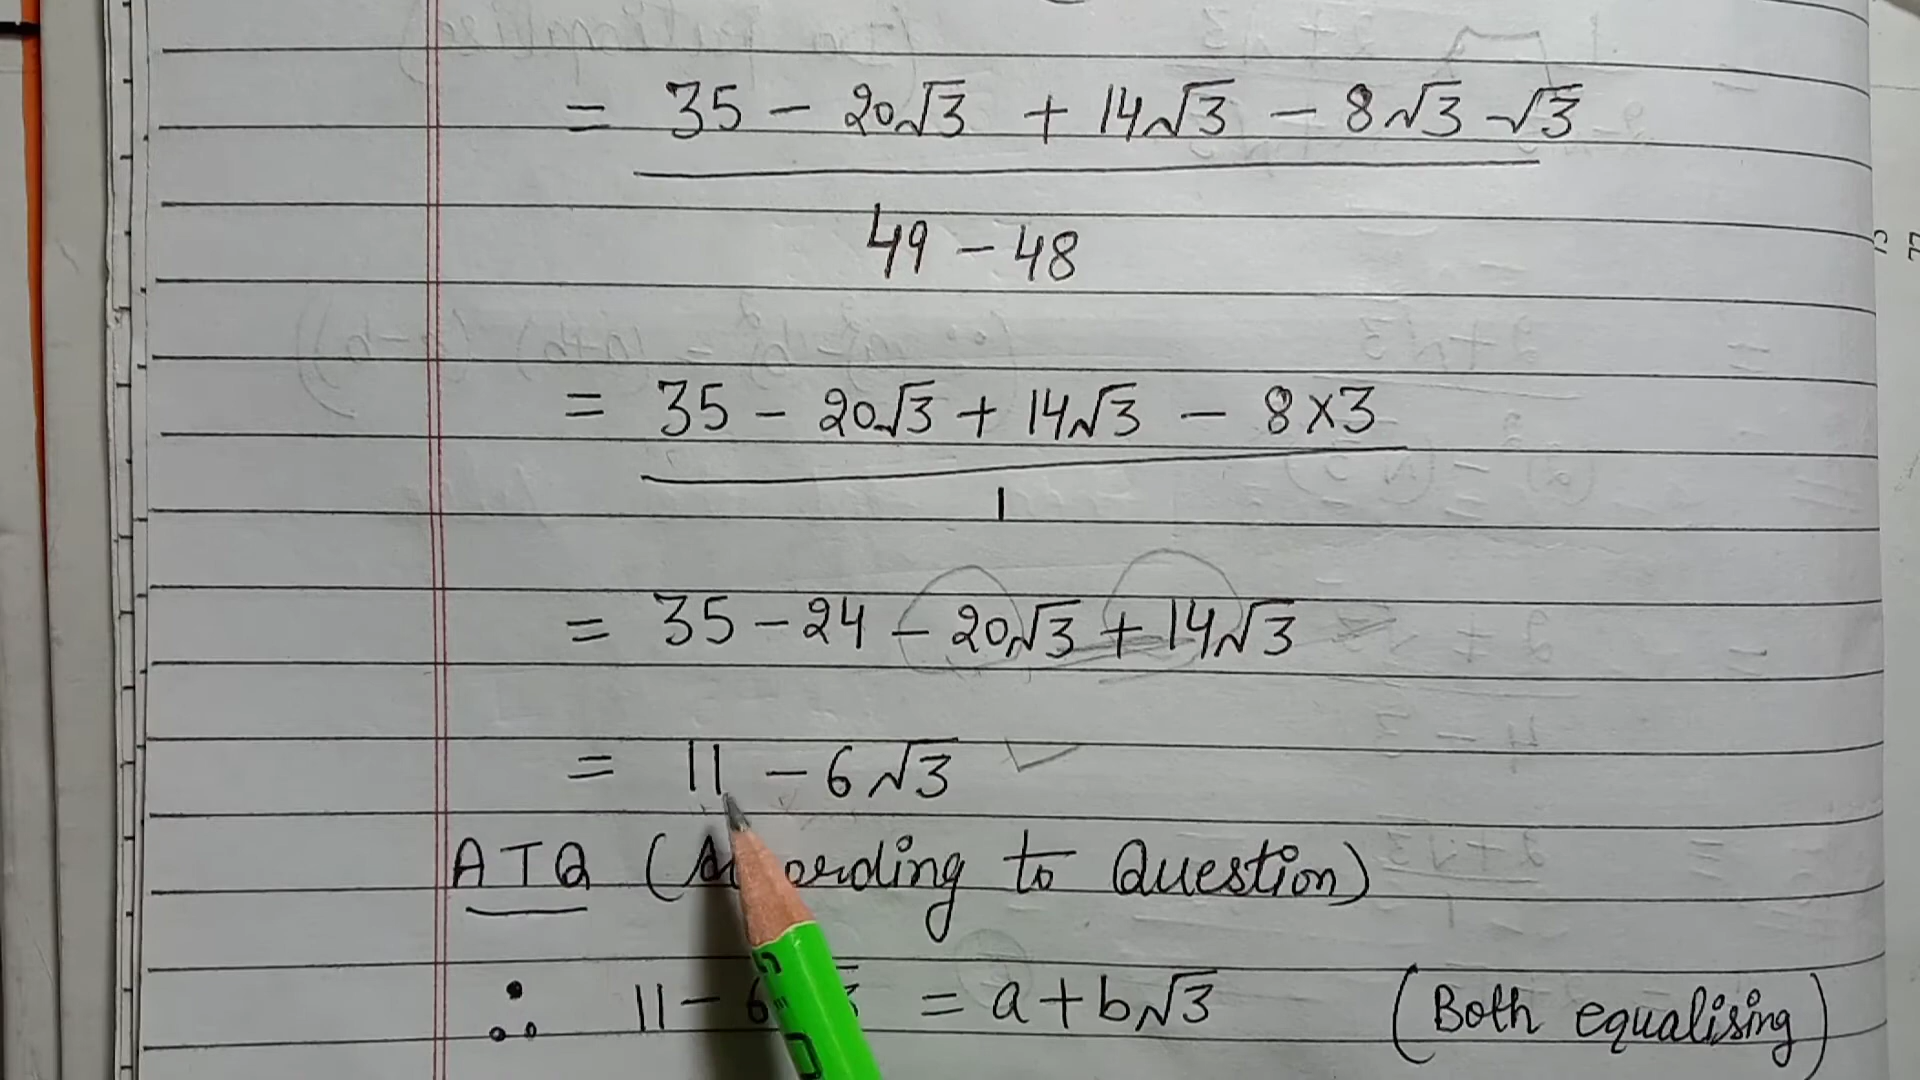 = 35 - 20√3 + 14√3 - 8√3 √3
49 - 48
= 35 - 20√3 + 14√3 - 8×3
1
= 35 - 24 - 20√3 + 14√3
= 11 - 6√3
ATQ (According to Question)
∴ 11 - 6√3 = a + b√3 (Both equalising)